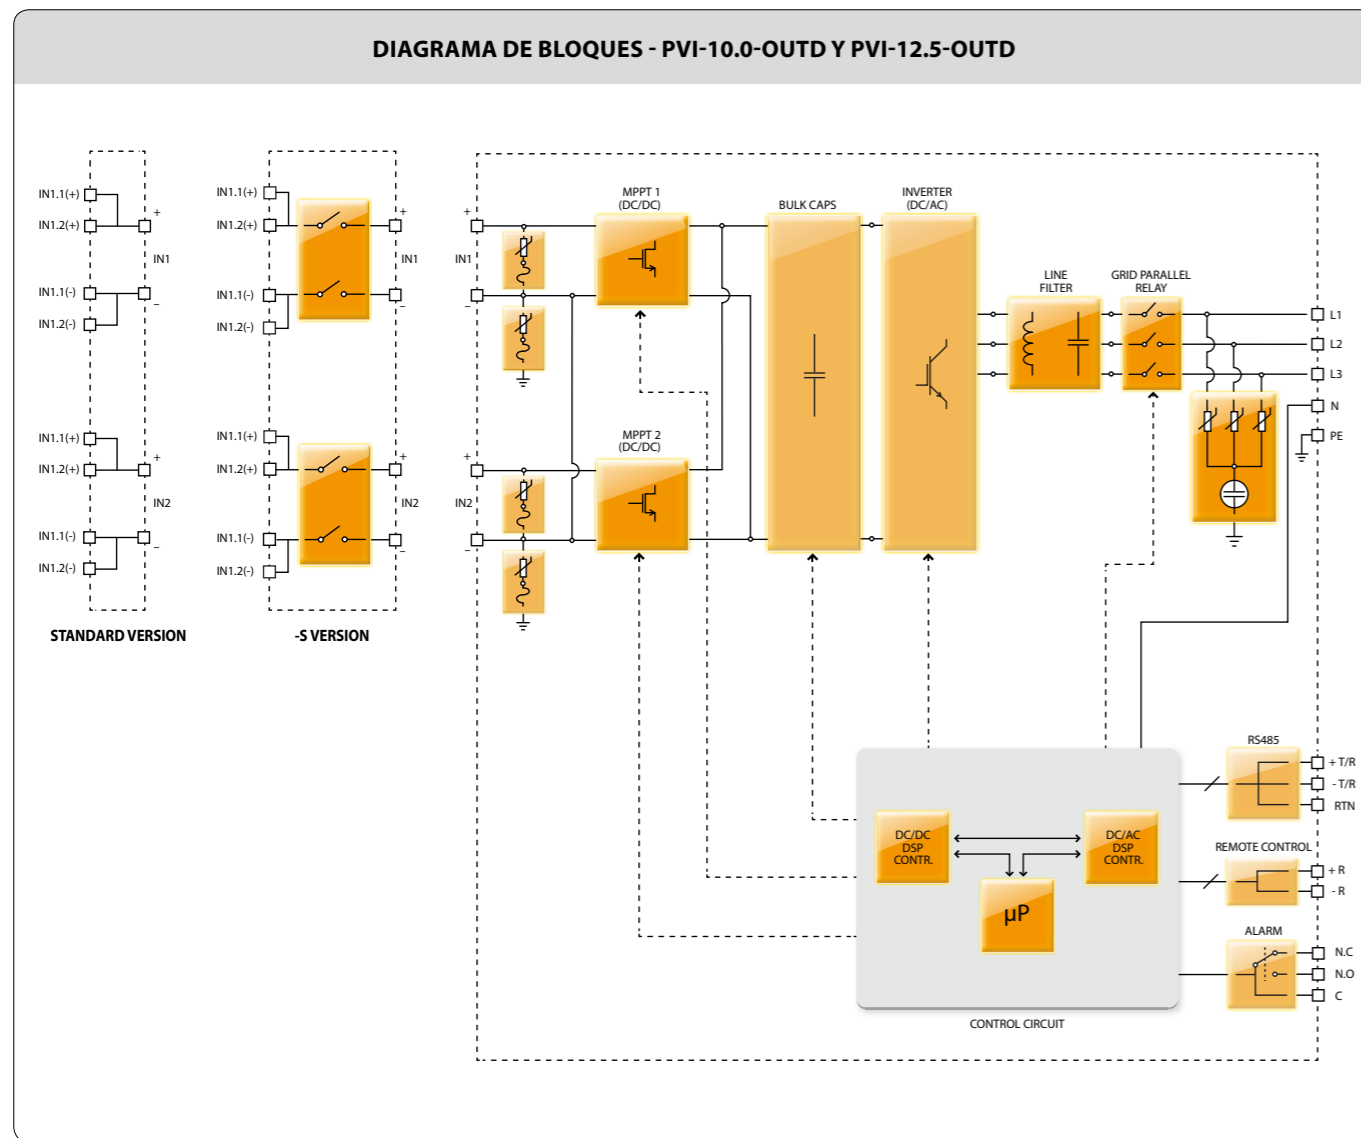 DIAGRAMA DE BLOQUES - PVI-10.0-OUTD Y PVI-12.5-OUTD
IN1.1(+)
IN1.2(+)
+
IN1
IN1.1(-)
IN1.2(-)
−
IN1.1(+)
IN1.2(+)
+
IN2
IN1.1(-)
IN1.2(-)
−
STANDARD VERSION
IN1.1(+)
IN1.2(+)
+
IN1
IN1.1(-)
IN1.2(-)
−
IN1.1(+)
IN1.2(+)
+
IN2
IN1.1(-)
IN1.2(-)
−
-S VERSION
+
IN1
−
+
IN2
−
MPPT 1
(DC/DC)
MPPT 2
(DC/DC)
BULK CAPS
INVERTER
(DC/AC)
LINE
FILTER
GRID PARALLEL
RELAY
L1
L2
L3
N
PE
DC/DC
DSP
CONTR.
DC/AC
DSP
CONTR.
µP
CONTROL CIRCUIT
RS485
+ T/R
- T/R
RTN
REMOTE CONTROL
+ R
- R
ALARM
N.C
N.O
C